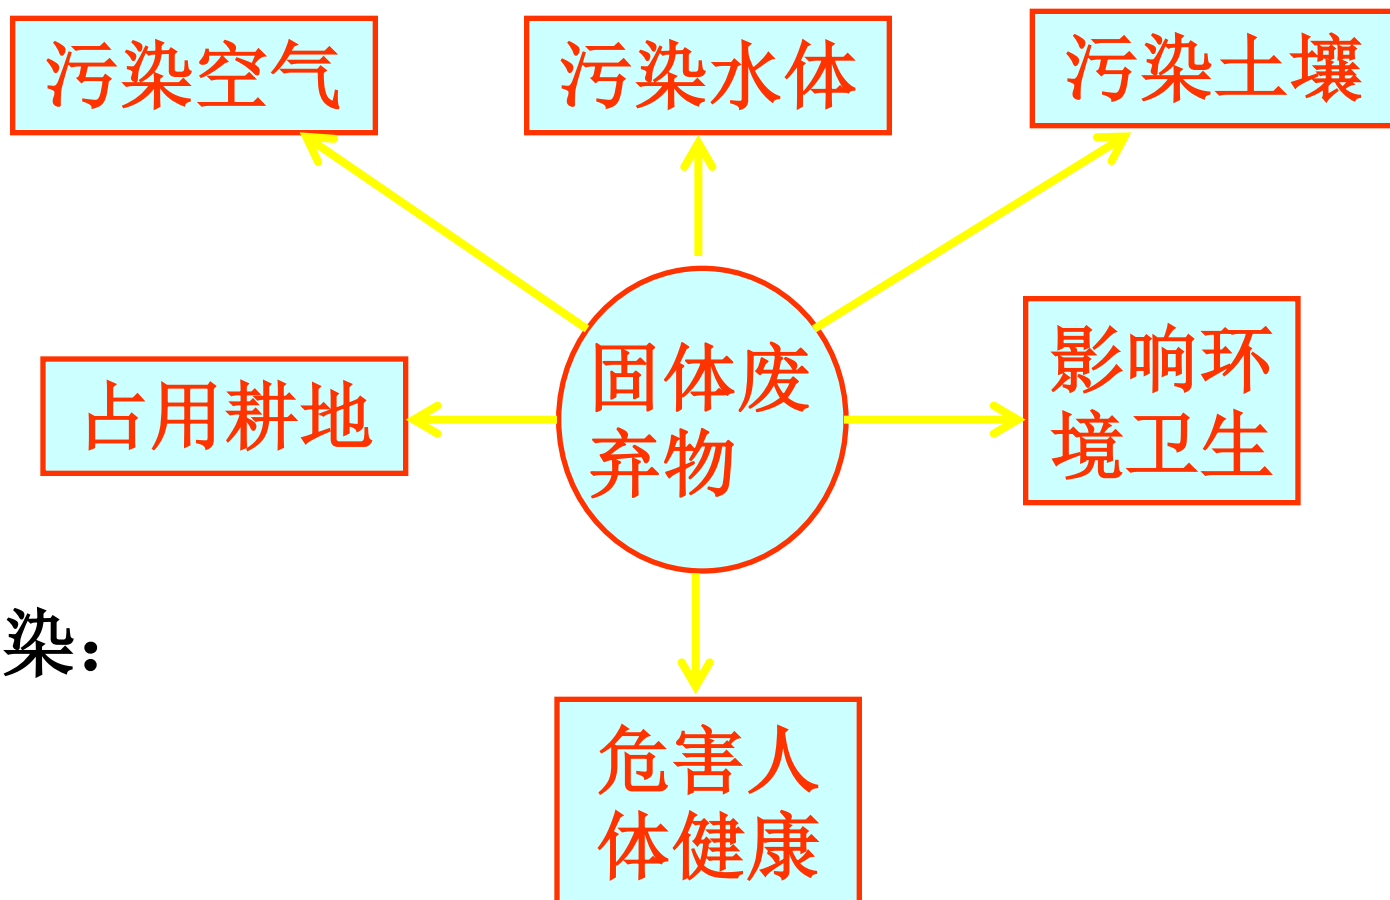 污染空气
污染水体
污染土壤
占用耕地
固体废
弃物
影响环
境卫生
染：
危害人
体健康